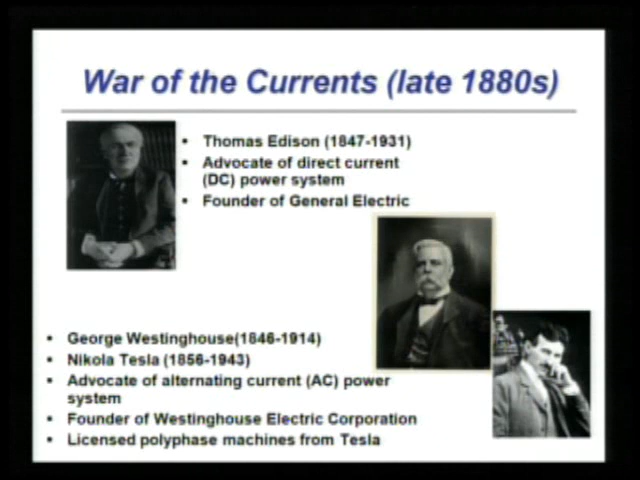 War of the Currents (late 1880s)
• Thomas Edison (1847-1931)
• Advocate of direct current
(DC) power system
• Founder of General Electric
• George Westinghouse(1846-1914)
• Nikola Tesla (1856-1943)
• Advocate of alternating current (AC) power
system
• Founder of Westinghouse Electric Corporation
• Licensed polyphase machines from Tesla